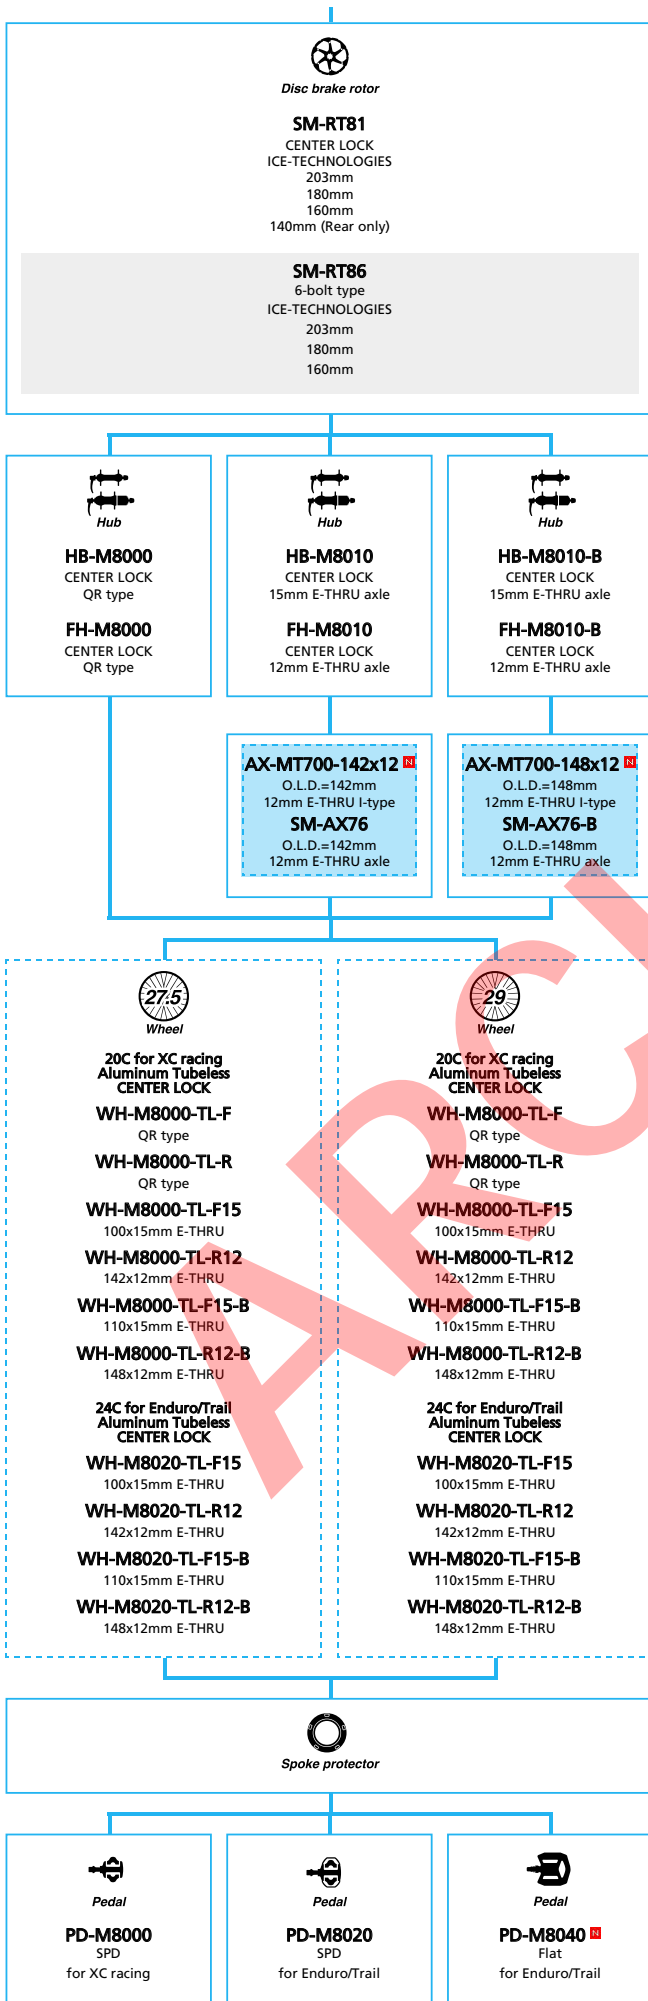 Disc brake rotor
SM-RT81
CENTER LOCK
ICE-TECHNOLOGIES
203mm
180mm
160mm
140mm (Rear only)
SM-RT86
6-bolt type
ICE-TECHNOLOGIES
203mm
180mm
160mm
Hub
HB-M8000
CENTER LOCK
QR type
FH-M8000
CENTER LOCK
QR type
Hub
HB-M8010
CENTER LOCK
15mm E-THRU axle
FH-M8010
CENTER LOCK
12mm E-THRU axle
Hub
HB-M8010-B
CENTER LOCK
15mm E-THRU axle
FH-M8010-B
CENTER LOCK
12mm E-THRU axle
AX-MT700-142x12 N
O.L.D.=142mm
12mm E-THRU I-type
SM-AX76
O.L.D.=142mm
12mm E-THRU axle
AX-MT700-148x12 N
O.L.D.=148mm
12mm E-THRU I-type
SM-AX76-B
O.L.D.=148mm
12mm E-THRU axle
27.5
Wheel
20C for XC racing
Aluminum Tubeless
CENTER LOCK
WH-M8000-TL-F
QR type
WH-M8000-TL-R
QR type
WH-M8000-TL-F15
100x15mm E-THRU
WH-M8000-TL-R12
142x12mm E-THRU
WH-M8000-TL-F15-B
110x15mm E-THRU
WH-M8000-TL-R12-B
148x12mm E-THRU
24C for Enduro/Trail
Aluminum Tubeless
CENTER LOCK
WH-M8020-TL-F15
100x15mm E-THRU
WH-M8020-TL-R12
142x12mm E-THRU
WH-M8020-TL-F15-B
110x15mm E-THRU
WH-M8020-TL-R12-B
148x12mm E-THRU
29
Wheel
20C for XC racing
Aluminum Tubeless
CENTER LOCK
WH-M8000-TL-F
QR type
WH-M8000-TL-R
QR type
WH-M8000-TL-F15
100x15mm E-THRU
WH-M8000-TL-R12
142x12mm E-THRU
WH-M8000-TL-F15-B
110x15mm E-THRU
WH-M8000-TL-R12-B
148x12mm E-THRU
24C for Enduro/Trail
Aluminum Tubeless
CENTER LOCK
WH-M8020-TL-F15
100x15mm E-THRU
WH-M8020-TL-R12
142x12mm E-THRU
WH-M8020-TL-F15-B
110x15mm E-THRU
WH-M8020-TL-R12-B
148x12mm E-THRU
Spoke protector
Pedal
PD-M8000
SPD
for XC racing
Pedal
PD-M8020
SPD
for Enduro/Trail
Pedal
PD-M8040 N
Flat
for Enduro/Trail